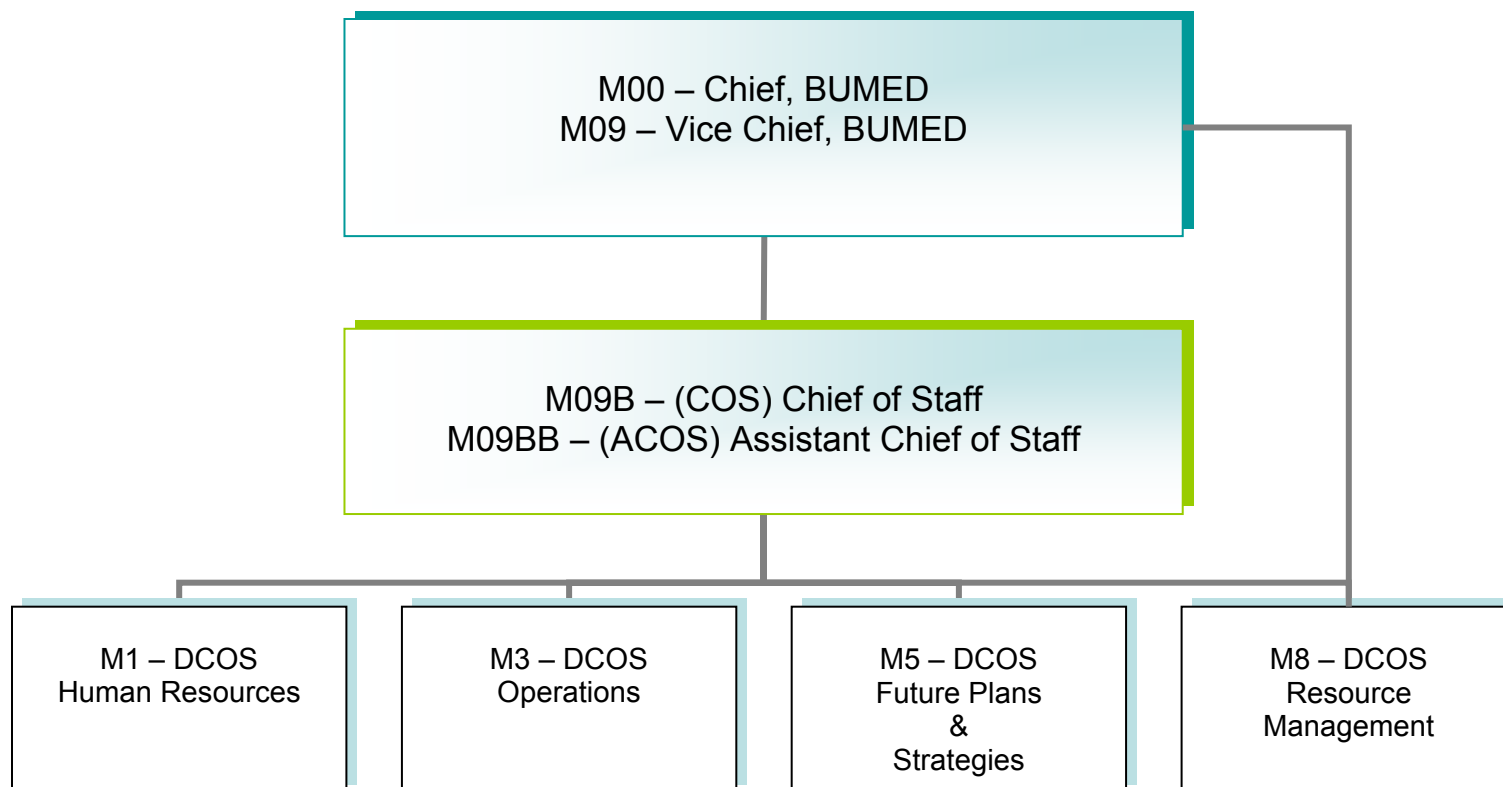 M00 – Chief, BUMED
M09 – Vice Chief, BUMED
M09B – (COS) Chief of Staff
M09BB – (ACOS) Assistant Chief of Staff
M1 – DCOS
Human Resources
M3 – DCOS
Operations
M5 – DCOS
Future Plans
&
Strategies
M8 – DCOS
Resource
Management